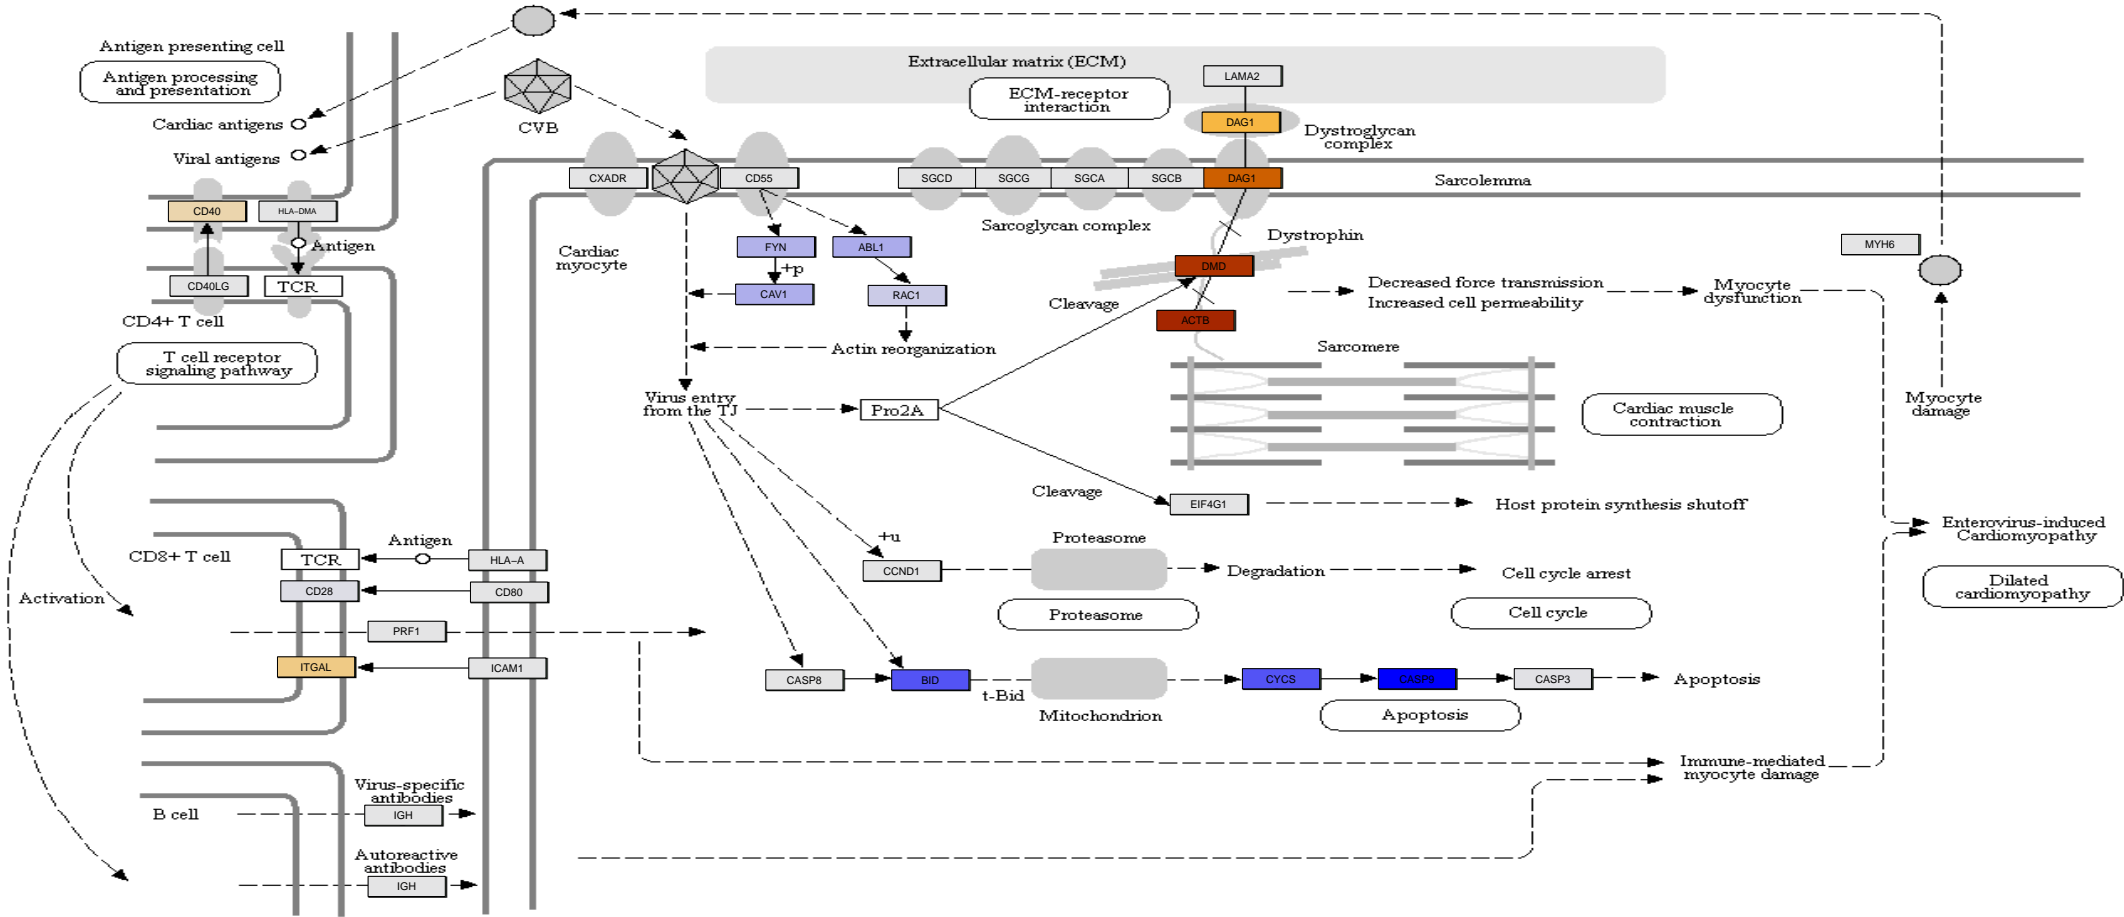 Antigen presenting cell
Antigen processing
and presentation
Cardiac antigens
Viral antigens
CVB
Extracellular matrix (ECM)
ECM-receptor
interaction
LAMA2
DAG1
Dystroglycan
complex
CXADR
CD55
SGCD
SGCG
SGCA
SGCB
DAG1
Sarcolemma
Sarcoglycan complex
CD40
HLA-DMA
Antigen
CD40LG
TCR
CD4+ T cell
T cell receptor
signaling pathway
Cardiac
myocyte
FYN
ABL1
+p
CAV1
RAC1
Actin reorganization
Dystrophin
DMD
Cleavage
ACTB
Decreased force transmission
Increased cell permeability
Myocyte
dysfunction
MYH6
Sarcomere
Virus entry
from the TJ
Pro2A
Cardiac muscle
contraction
Myocyte
damage
Cleavage
EIF4G1
Host protein synthesis shutoff
Enterovirus-induced
Cardiomyopathy
Dilated
cardiomyopathy
CD8+ T cell
TCR
Antigen
HLA-A
CD28
CD80
Activation
PRF1
ITGAL
ICAM1
+u
CCND1
Proteasome
Degradation
Cell cycle arrest
Proteasome
Cell cycle
CASP8
BID
t-Bid
Mitochondrion
CYCS
CASP9
CASP3
Apoptosis
Apoptosis
Immune-mediated
myocyte damage
Virus-specific
antibodies
B cell
IGH
Autoreactive
antibodies
IGH